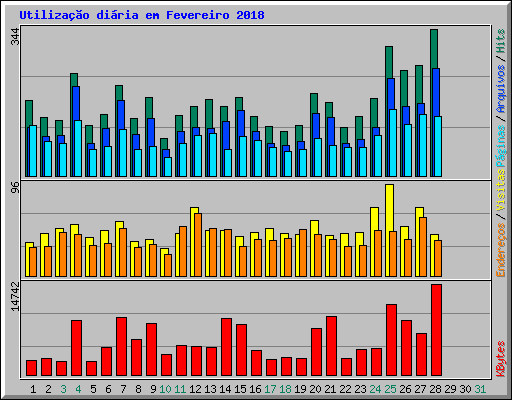 Utilização diária em Fevereiro 2018
344
96
14742
Endereços / Visitas Páginas / Arquivos / Hits
KBytes
1 2 3 4 5 6 7 8 9 10 11 12 13 14 15 16 17 18 19 20 21 22 23 24 25 26 27 28 29 30 31